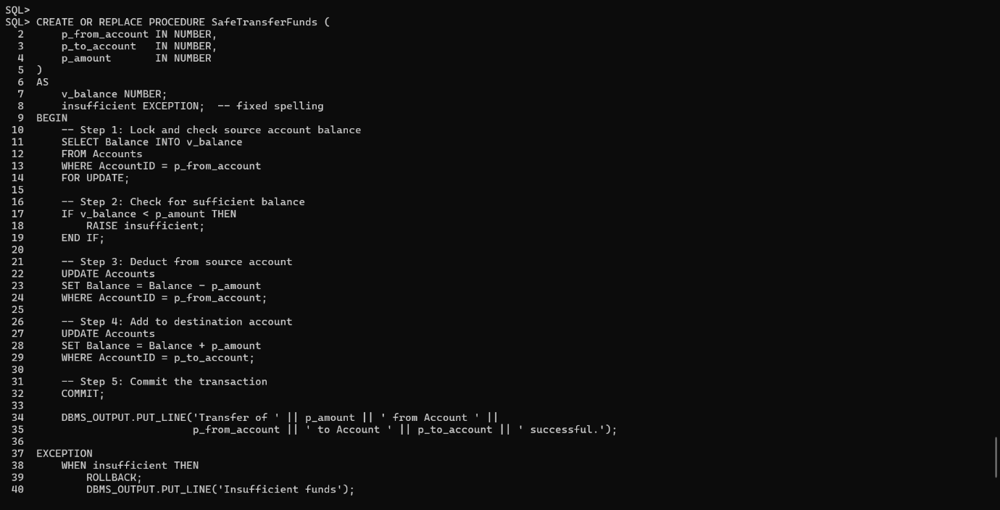 SQL>
SQL> CREATE OR REPLACE PROCEDURE SafeTransferFunds (
  2      p_from_account IN NUMBER,
  3      p_to_account   IN NUMBER,
  4      p_amount       IN NUMBER
  5  )
  6  AS
  7      v_balance NUMBER;
  8      insufficient EXCEPTION;  -- fixed spelling
  9  BEGIN
 10      -- Step 1: Lock and check source account balance
 11      SELECT Balance INTO v_balance
 12      FROM Accounts
 13      WHERE AccountID = p_from_account
 14      FOR UPDATE;
 15
 16      -- Step 2: Check for sufficient balance
 17      IF v_balance < p_amount THEN
 18          RAISE insufficient;
 19      END IF;
 20
 21      -- Step 3: Deduct from source account
 22      UPDATE Accounts
 23      SET Balance = Balance - p_amount
 24      WHERE AccountID = p_from_account;
 25
 26      -- Step 4: Add to destination account
 27      UPDATE Accounts
 28      SET Balance = Balance + p_amount
 29      WHERE AccountID = p_to_account;
 30
 31      -- Step 5: Commit the transaction
 32      COMMIT;
 33
 34      DBMS_OUTPUT.PUT_LINE('Transfer of ' || p_amount || ' from Account ' ||
 35                           p_from_account || ' to Account ' || p_to_account || ' successful.');
 36
 37  EXCEPTION
 38      WHEN insufficient THEN
 39          ROLLBACK;
 40          DBMS_OUTPUT.PUT_LINE('Insufficient funds');